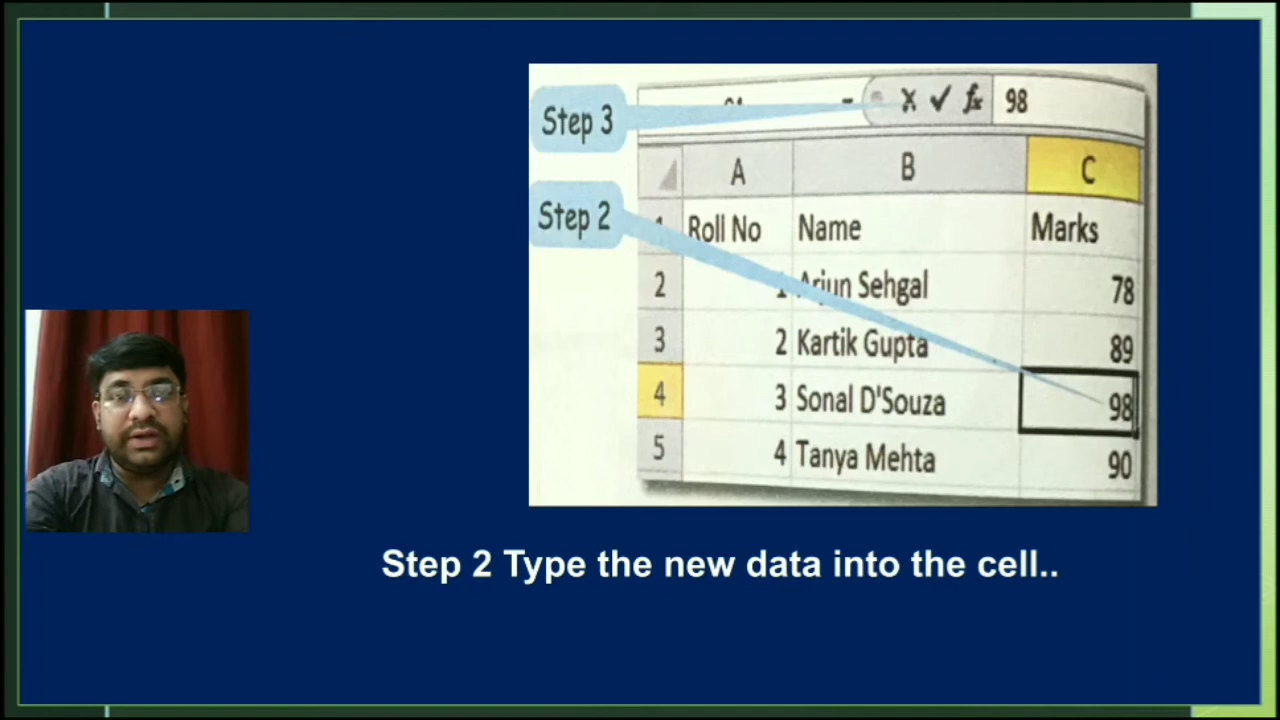 Step 3
fx 98
A B C
Step 2
Roll No Name Marks
2 1 Arjun Sehgal 78
3 2 Kartik Gupta 89
4 3 Sonal D'Souza 98
5 4 Tanya Mehta 90
Step 2 Type the new data into the cell..